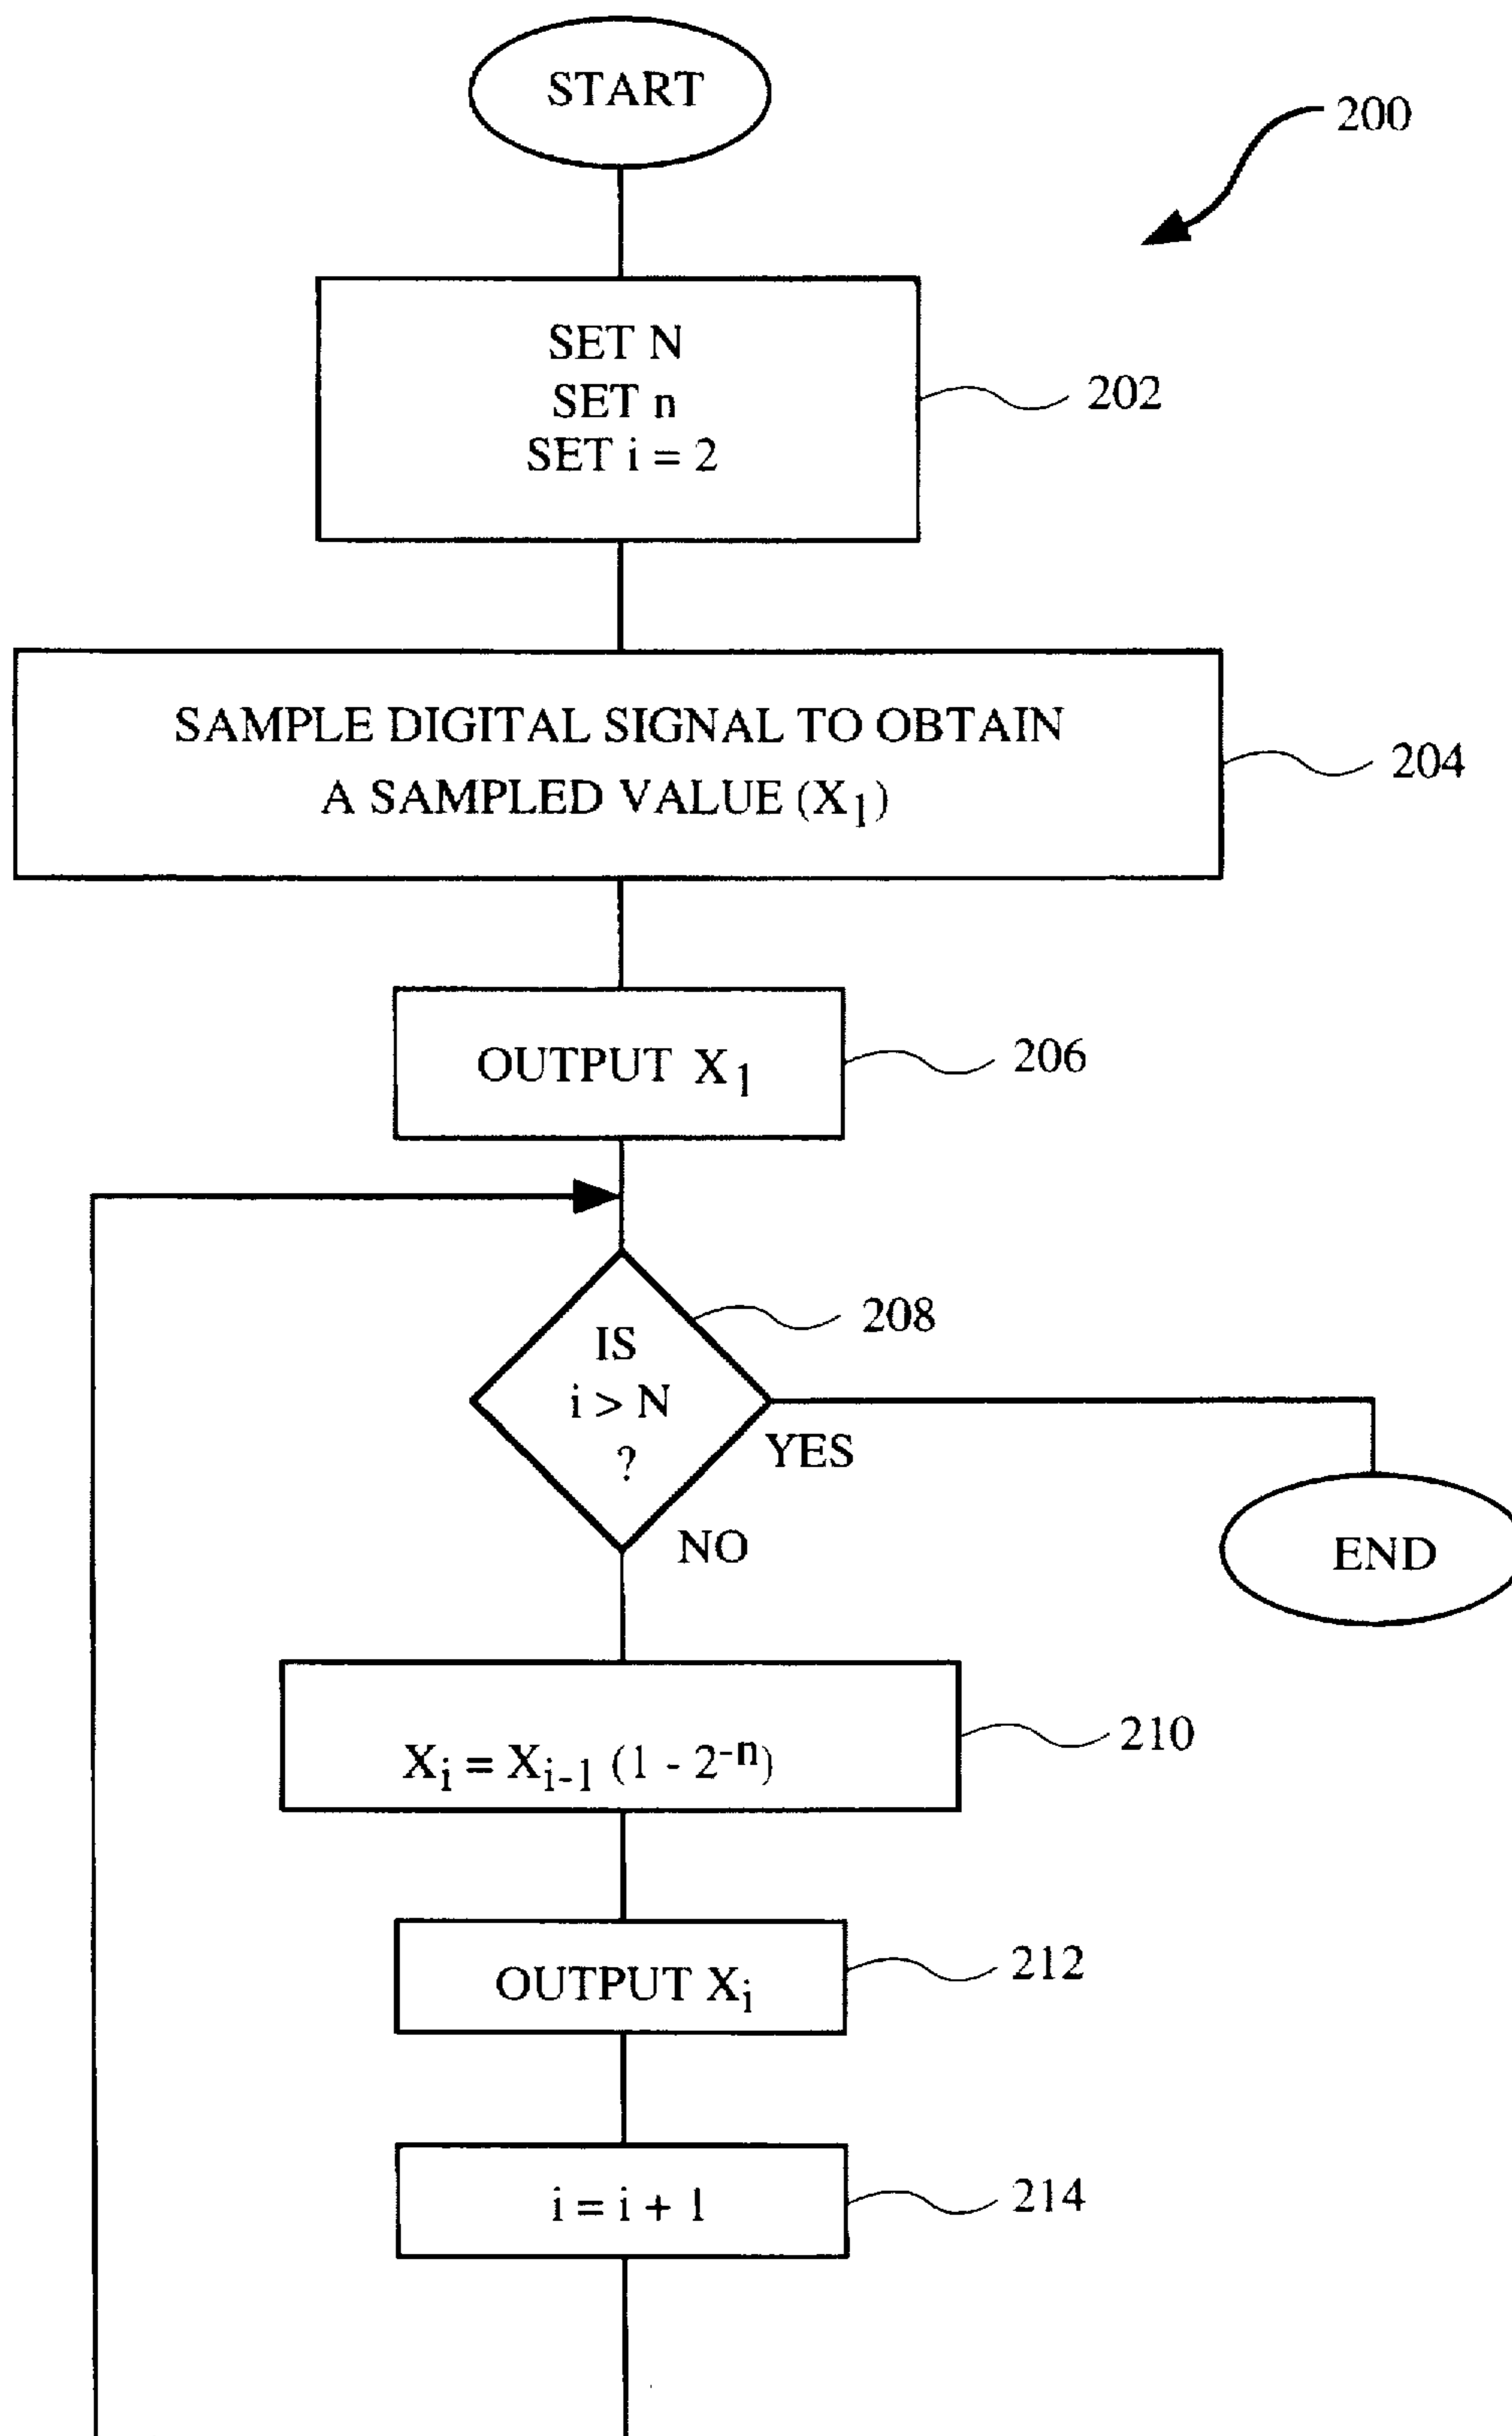 START
200
SET N
SET n
SET i = 2
202
SAMPLE DIGITAL SIGNAL TO OBTAIN
A SAMPLED VALUE (X₁)
204
OUTPUT X₁
206
208
IS
i > N
?
YES
NO
END
Xᵢ = Xᵢ₋₁ (1 - 2⁻ⁿ)
210
OUTPUT Xᵢ
212
i = i + 1
214